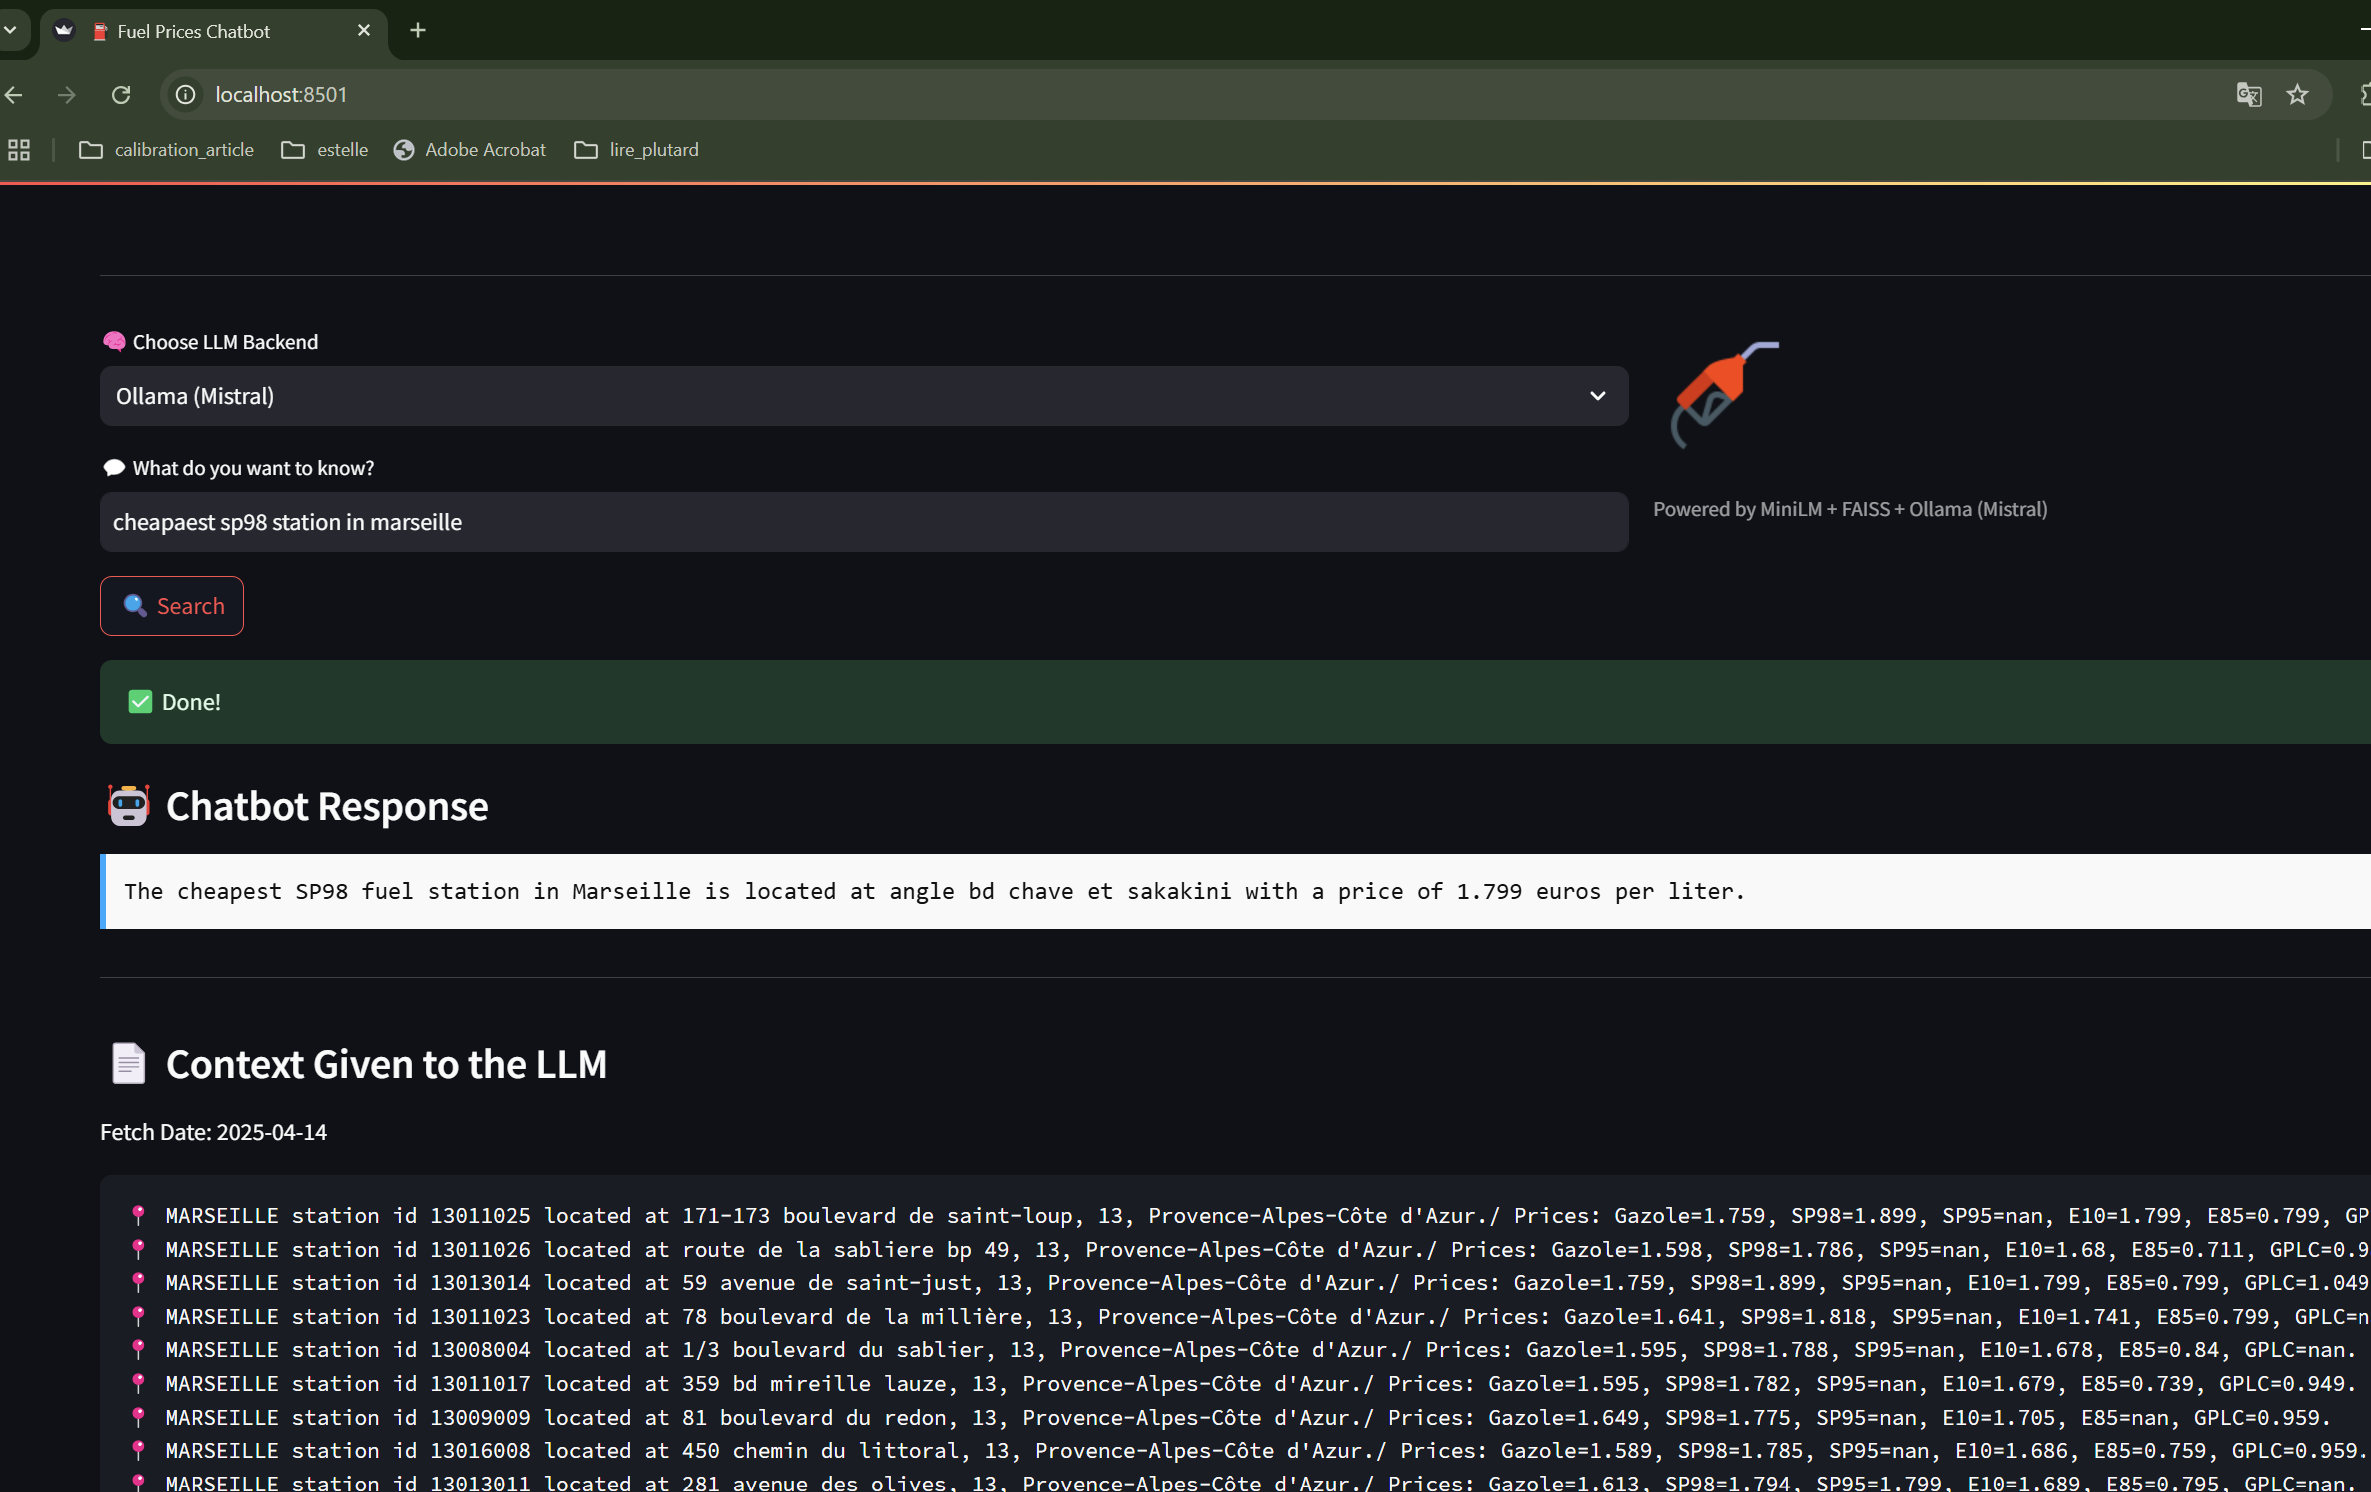 Fuel Prices Chatbot
localhost:8501
calibration_article
estelle
Adobe Acrobat
lire_plutard
Choose LLM Backend
Ollama (Mistral)
What do you want to know?
cheapaest sp98 station in marseille
Powered by MiniLM + FAISS + Ollama (Mistral)
Search
Done!
Chatbot Response
The cheapest SP98 fuel station in Marseille is located at angle bd chave et sakakini with a price of 1.799 euros per liter.
Context Given to the LLM
Fetch Date: 2025-04-14
MARSEILLE station id 13011025 located at 171-173 boulevard de saint-loup, 13, Provence-Alpes-Côte d'Azur./ Prices: Gazole=1.759, SP98=1.899, SP95=nan, E10=1.799, E85=0.799, GP
MARSEILLE station id 13011026 located at route de la sabliere bp 49, 13, Provence-Alpes-Côte d'Azur./ Prices: Gazole=1.598, SP98=1.786, SP95=nan, E10=1.68, E85=0.711, GPLC=0.9
MARSEILLE station id 13013014 located at 59 avenue de saint-just, 13, Provence-Alpes-Côte d'Azur./ Prices: Gazole=1.759, SP98=1.899, SP95=nan, E10=1.799, E85=0.799, GPLC=1.049
MARSEILLE station id 13011023 located at 78 boulevard de la millière, 13, Provence-Alpes-Côte d'Azur./ Prices: Gazole=1.641, SP98=1.818, SP95=nan, E10=1.741, E85=0.799, GPLC=n
MARSEILLE station id 13008004 located at 1/3 boulevard du sablier, 13, Provence-Alpes-Côte d'Azur./ Prices: Gazole=1.595, SP98=1.788, SP95=nan, E10=1.678, E85=0.84, GPLC=nan.
MARSEILLE station id 13011017 located at 359 bd mireille lauze, 13, Provence-Alpes-Côte d'Azur./ Prices: Gazole=1.595, SP98=1.782, SP95=nan, E10=1.679, E85=0.739, GPLC=0.949.
MARSEILLE station id 13009009 located at 81 boulevard du redon, 13, Provence-Alpes-Côte d'Azur./ Prices: Gazole=1.649, SP98=1.775, SP95=nan, E10=1.705, E85=nan, GPLC=0.959.
MARSEILLE station id 13016008 located at 450 chemin du littoral, 13, Provence-Alpes-Côte d'Azur./ Prices: Gazole=1.589, SP98=1.785, SP95=nan, E10=1.686, E85=0.759, GPLC=0.959.
MARSEILLE station id 13013011 located at 281 avenue des olives, 13, Provence-Alpes-Côte d'Azur./ Prices: Gazole=1.613, SP98=1.794, SP95=1.799, E10=1.689, E85=0.795, GPLC=nan.